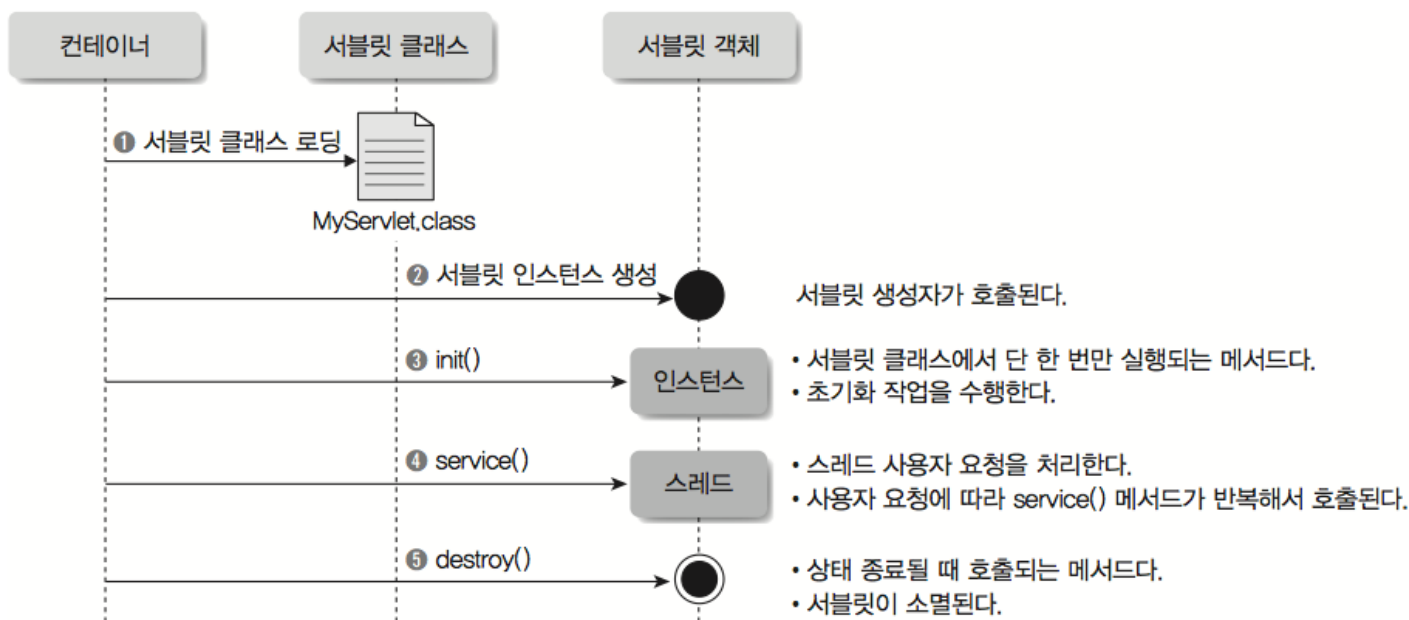 컨테이너
서블릿 클래스
서블릿 객체
❶ 서블릿 클래스 로딩
MyServlet.class
❷ 서블릿 인스턴스 생성
서블릿 생성자가 호출된다.
❸ init()
인스턴스
• 서블릿 클래스에서 단 한 번만 실행되는 메서드다.
• 초기화 작업을 수행한다.
❹ service()
스레드
• 스레드 사용자 요청을 처리한다.
• 사용자 요청에 따라 service() 메서드가 반복해서 호출된다.
❺ destroy()
• 상태 종료될 때 호출되는 메서드다.
• 서블릿이 소멸된다.